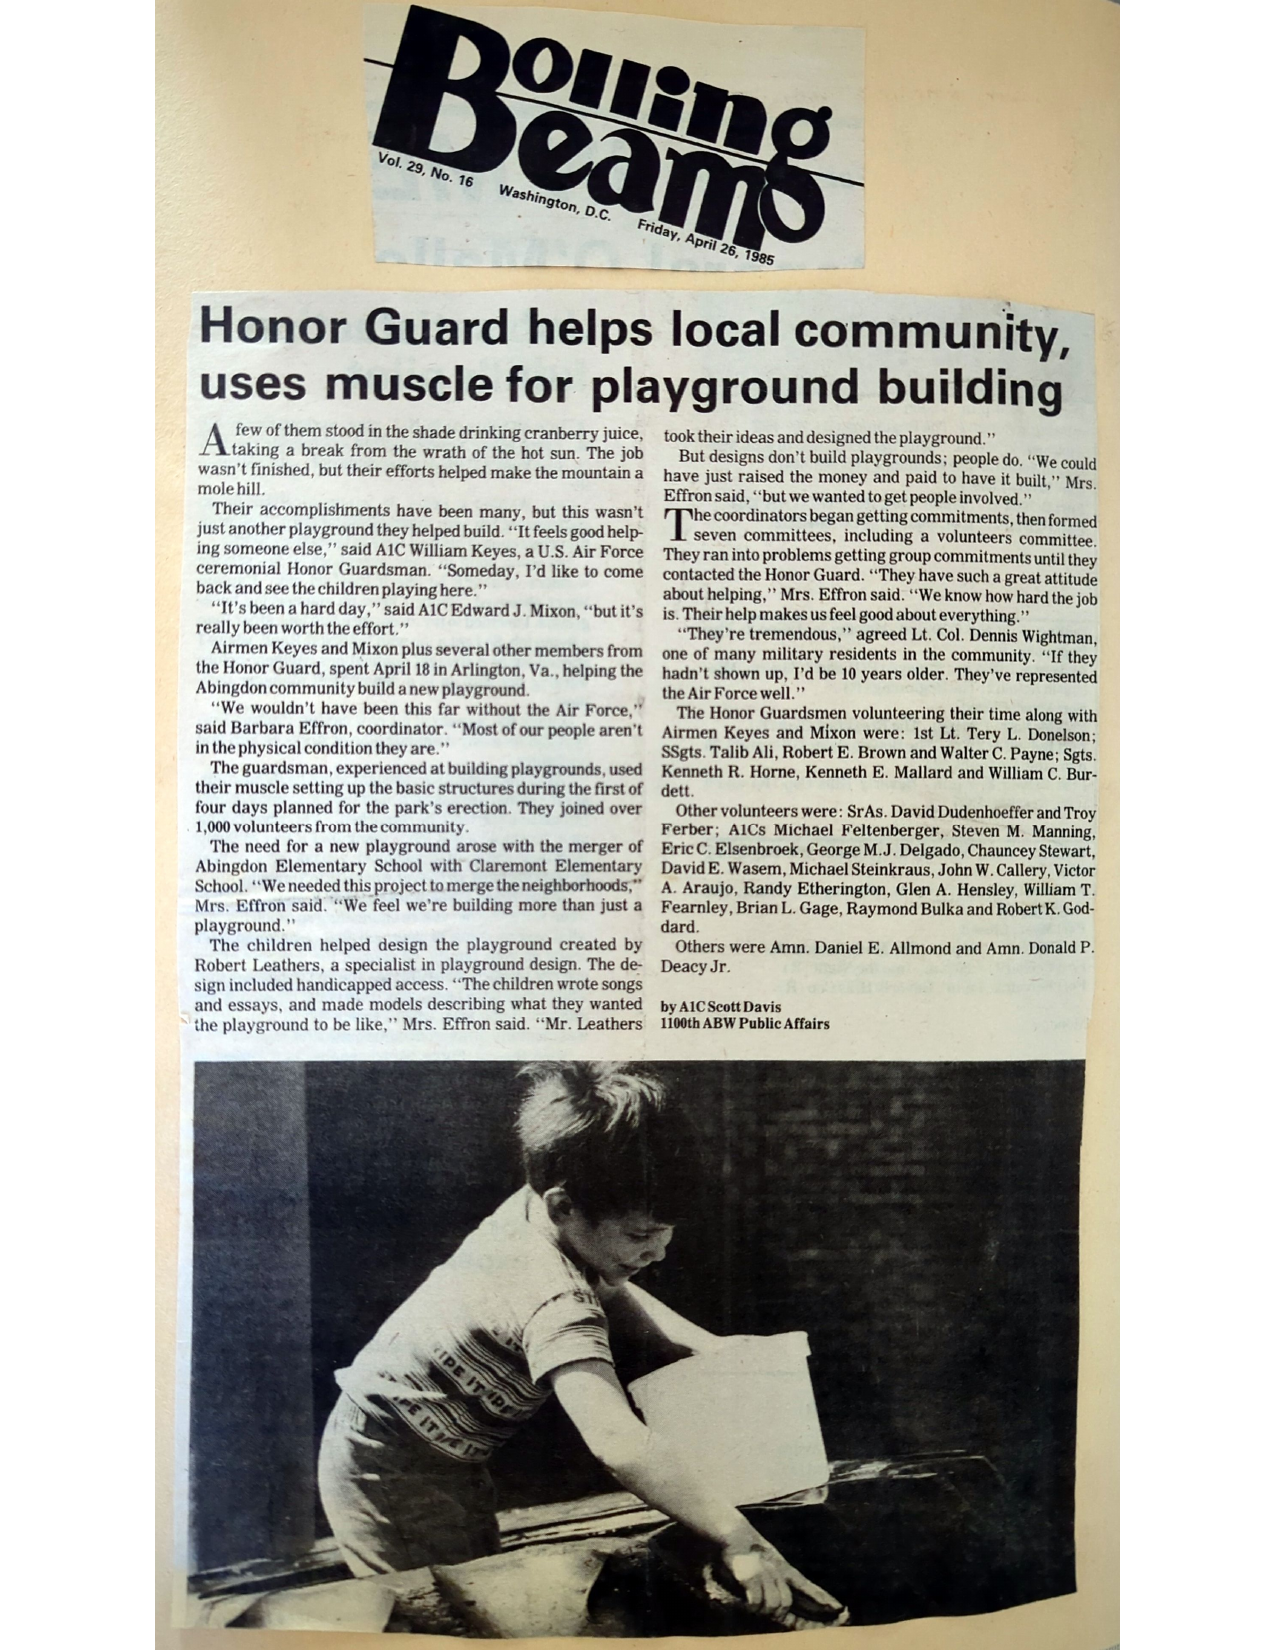 Bolling
Beam
Vol. 29, No. 16 Washington, D.C. Friday, April 26, 1985
Honor Guard helps local community,
uses muscle for playground building
A few of them stood in the shade drinking cranberry juice,
taking a break from the wrath of the hot sun. The job
wasn't finished, but their efforts helped make the mountain a
mole hill.
Their accomplishments have been many, but this wasn't
just another playground they helped build. “It feels good help-
ing someone else,” said A1C William Keyes, a U.S. Air Force
ceremonial Honor Guardsman. “Someday, I'd like to come
back and see the children playing here.”
“It's been a hard day,” said A1C Edward J. Mixon, “but it's
really been worth the effort.”
Airmen Keyes and Mixon plus several other members from
the Honor Guard, spent April 18 in Arlington, Va., helping the
Abingdon community build a new playground.
“We wouldn't have been this far without the Air Force,”
said Barbara Effron, coordinator. “Most of our people aren't
in the physical condition they are.”
The guardsman, experienced at building playgrounds, used
their muscle setting up the basic structures during the first of
four days planned for the park's erection. They joined over
1,000 volunteers from the community.
The need for a new playground arose with the merger of
Abingdon Elementary School with Claremont Elementary
School. “We needed this project to merge the neighborhoods,”
Mrs. Effron said. “We feel we're building more than just a
playground.”
The children helped design the playground created by
Robert Leathers, a specialist in playground design. The de-
sign included handicapped access. “The children wrote songs
and essays, and made models describing what they wanted
the playground to be like,” Mrs. Effron said. “Mr. Leathers
took their ideas and designed the playground.”
But designs don't build playgrounds; people do. “We could
have just raised the money and paid to have it built,” Mrs.
Effron said, “but we wanted to get people involved.”
The coordinators began getting commitments, then formed
seven committees, including a volunteers committee.
They ran into problems getting group commitments until they
contacted the Honor Guard. “They have such a great attitude
about helping,” Mrs. Effron said. “We know how hard the job
is. Their help makes us feel good about everything.”
“They're tremendous,” agreed Lt. Col. Dennis Wightman,
one of many military residents in the community. “If they
hadn't shown up, I'd be 10 years older. They've represented
the Air Force well.”
The Honor Guardsmen volunteering their time along with
Airmen Keyes and Mixon were: 1st Lt. Tery L. Donelson;
SSgts. Talib Ali, Robert E. Brown and Walter C. Payne; Sgts.
Kenneth R. Horne, Kenneth E. Mallard and William C. Bur-
dett.
Other volunteers were: SrAs. David Dudenhoeffer and Troy
Ferber; A1Cs Michael Feltenberger, Steven M. Manning,
Eric C. Elsenbroek, George M.J. Delgado, Chauncey Stewart,
David E. Wasem, Michael Steinkraus, John W. Callery, Victor
A. Araujo, Randy Etherington, Glen A. Hensley, William T.
Fearnley, Brian L. Gage, Raymond Bulka and Robert K. God-
dard.
Others were Amn. Daniel E. Allmond and Amn. Donald P.
Deacy Jr.
by A1C Scott Davis
1100th ABW Public Affairs